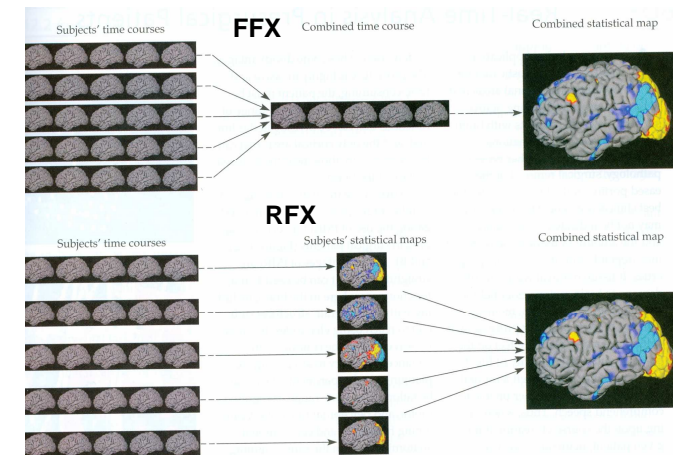 Subjects' time courses
FFX
Combined time course
Combined statistical map
RFX
Subjects' time courses
Subjects' statistical maps
Combined statistical map